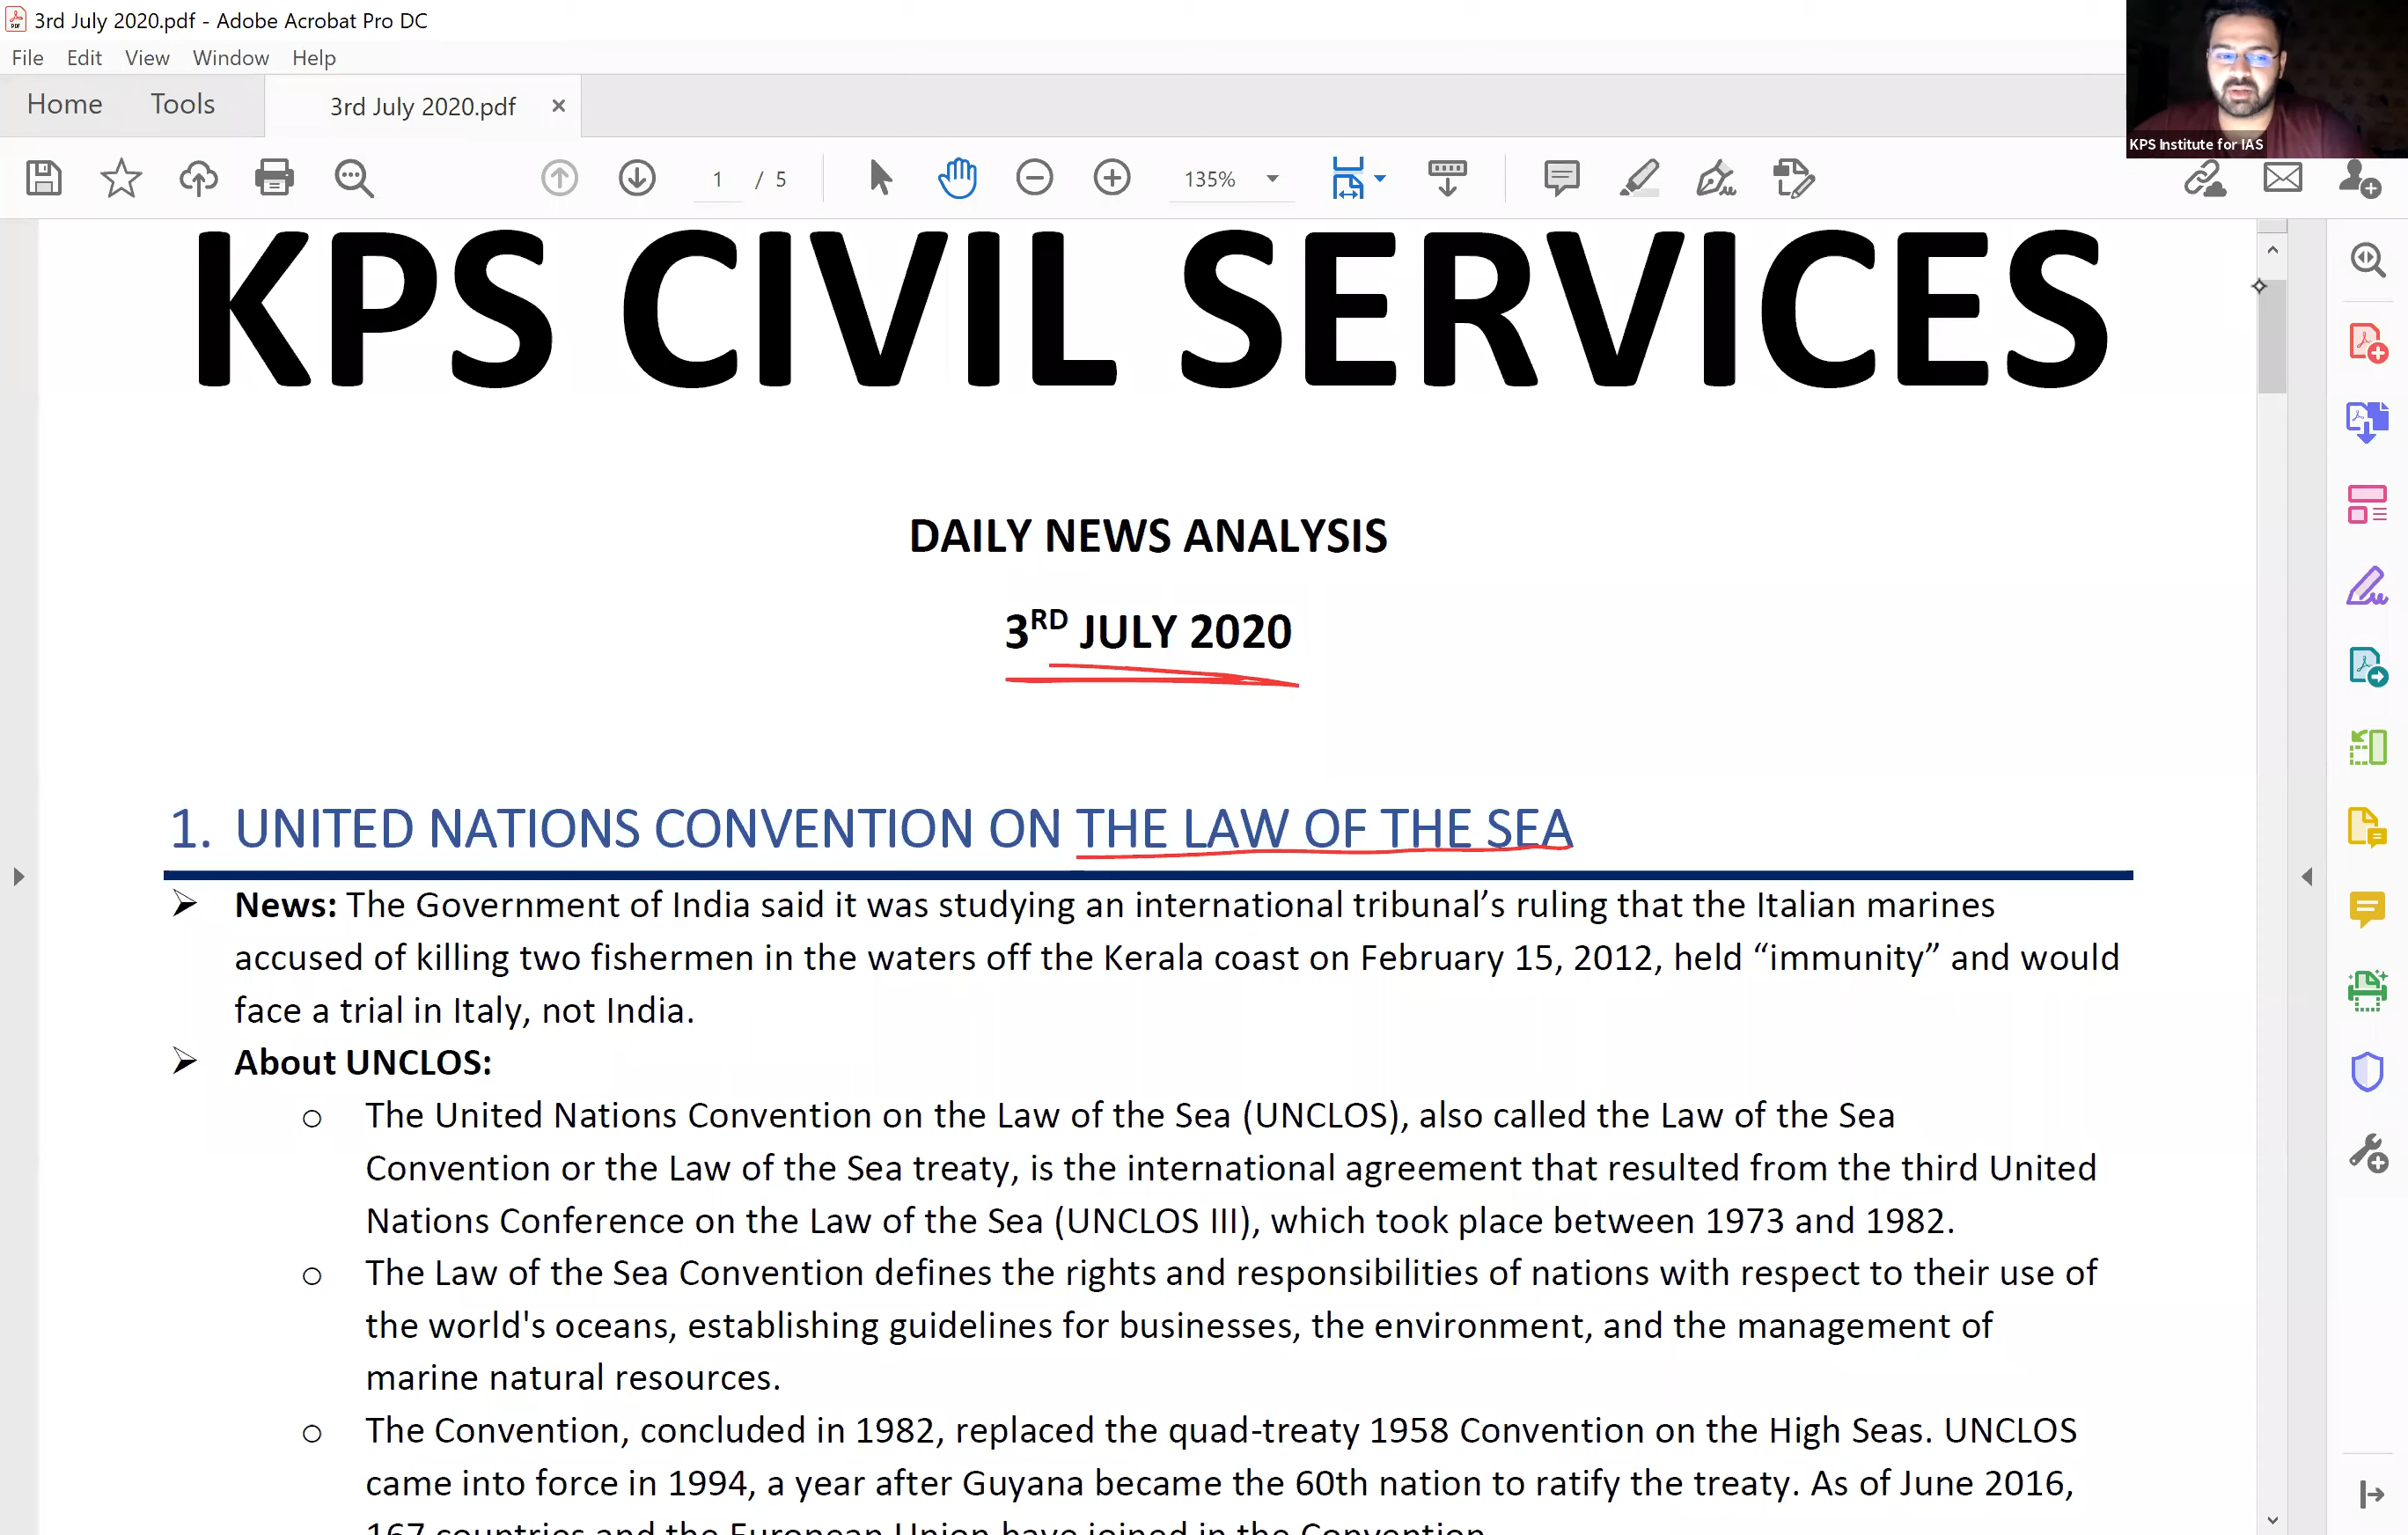 3rd July 2020.pdf - Adobe Acrobat Pro DC
File Edit View Window Help
Home Tools 3rd July 2020.pdf ×
KPS Institute for IAS
1 / 5 135%
KPS CIVIL SERVICES
DAILY NEWS ANALYSIS
3RD JULY 2020
1. UNITED NATIONS CONVENTION ON THE LAW OF THE SEA
➢ News: The Government of India said it was studying an international tribunal’s ruling that the Italian marines
accused of killing two fishermen in the waters off the Kerala coast on February 15, 2012, held “immunity” and would
face a trial in Italy, not India.
➢ About UNCLOS:
o The United Nations Convention on the Law of the Sea (UNCLOS), also called the Law of the Sea
Convention or the Law of the Sea treaty, is the international agreement that resulted from the third United
Nations Conference on the Law of the Sea (UNCLOS III), which took place between 1973 and 1982.
o The Law of the Sea Convention defines the rights and responsibilities of nations with respect to their use of
the world's oceans, establishing guidelines for businesses, the environment, and the management of
marine natural resources.
o The Convention, concluded in 1982, replaced the quad-treaty 1958 Convention on the High Seas. UNCLOS
came into force in 1994, a year after Guyana became the 60th nation to ratify the treaty. As of June 2016,
167 countries and the European Union have joined in the Convention.